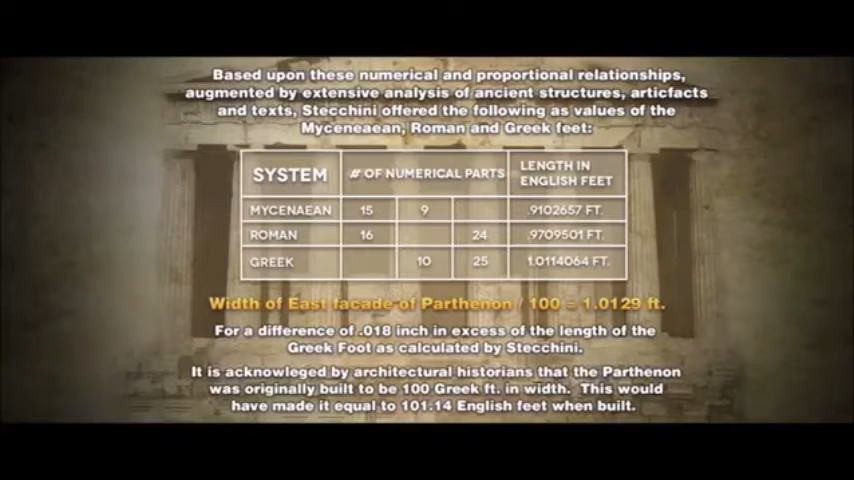 Based upon these numerical and proportional relationships,
augmented by extensive analysis of ancient structures, articfacts
and texts, Stecchini offered the following as values of the
Myceneaean, Roman and Greek feet:
SYSTEM # OF NUMERICAL PARTS LENGTH IN
ENGLISH FEET
MYCENAEAN 15 9 .9102657 FT.
ROMAN 16 24 .9709501 FT.
GREEK 10 25 1.0114064 FT.
Width of East facade of Parthenon / 100 = 1.0129 ft.
For a difference of .018 inch in excess of the length of the
Greek Foot as calculated by Stecchini.
It is acknowleged by architectural historians that the Parthenon
was originally built to be 100 Greek ft. in width. This would
have made it equal to 101.14 English feet when built.